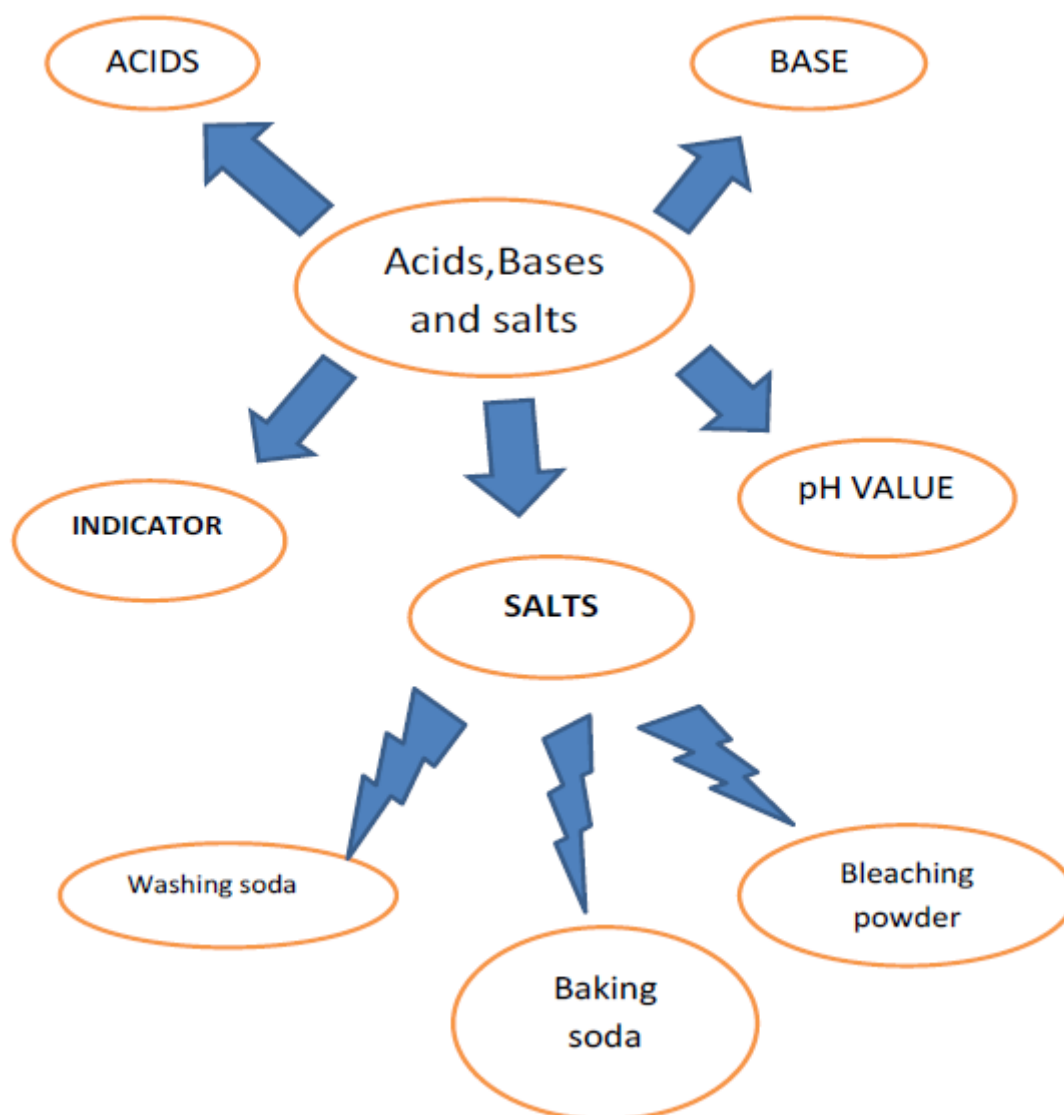 ACIDS
BASE
Acids,Bases
and salts
INDICATOR
pH VALUE
SALTS
Washing soda
Bleaching
powder
Baking
soda